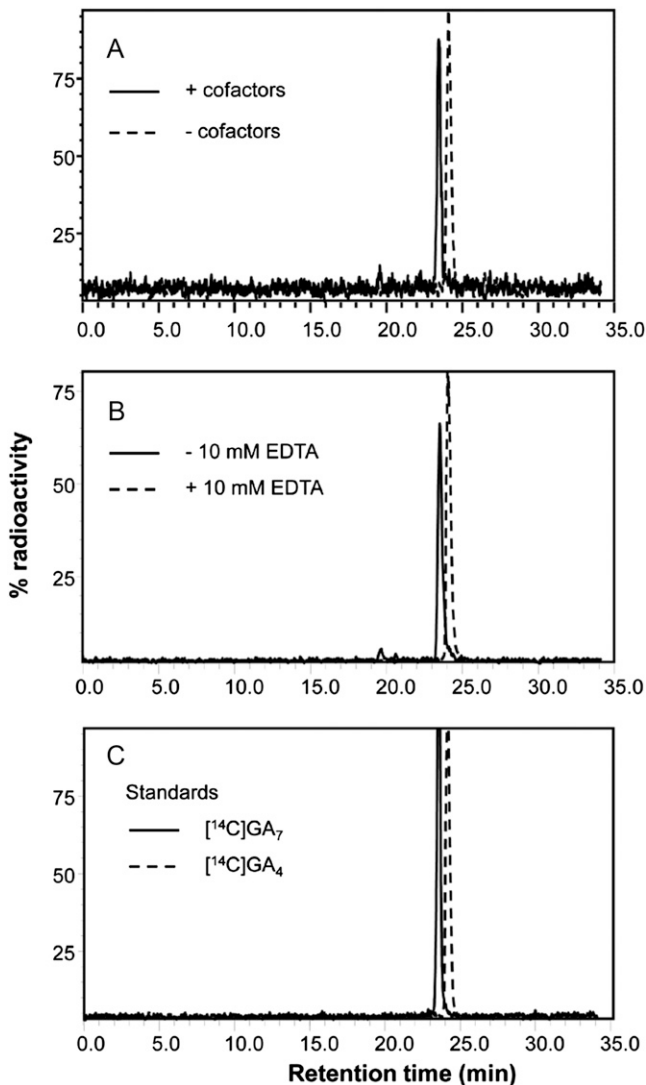 A
+ cofactors
- cofactors
75
50
25
0.0 5.0 10.0 15.0 20.0 25.0 30.0 35.0
B
- 10 mM EDTA
+ 10 mM EDTA
75
50
25
0.0 5.0 10.0 15.0 20.0 25.0 30.0 35.0
% radioactivity
C
Standards
[¹⁴C]GA₇
[¹⁴C]GA₄
75
50
25
0.0 5.0 10.0 15.0 20.0 25.0 30.0 35.0
Retention time (min)